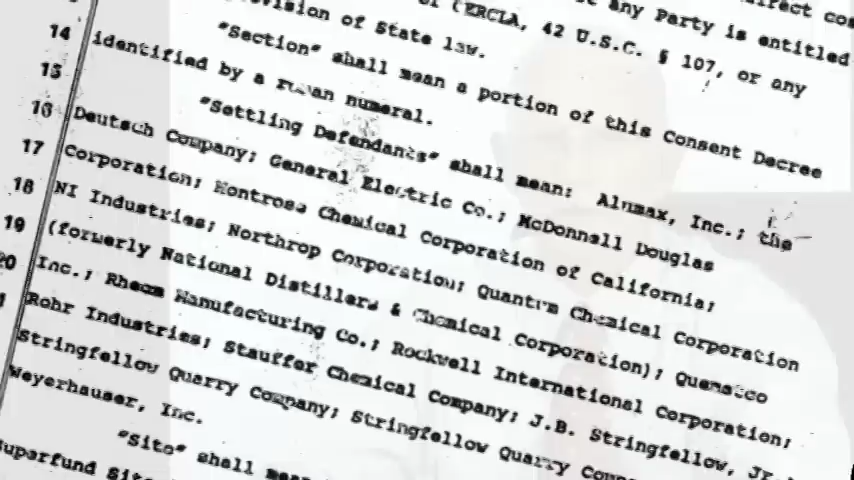 any Party is entitled
of CERCLA, 42 U.S.C. § 107, or any
provision of State law.
14 "Section" shall mean a portion of this Consent Decree
15 identified by a roman numeral.
16 "Settling Defendants" shall mean: Alumax, Inc.; the
17 Deutsch Company; General Electric Co.; McDonnell Douglas
18 Corporation; Montrose Chemical Corporation of California;
19 NI Industries; Northrop Corporation; Quantum Chemical Corporation
20 (formerly National Distillers & Chemical Corporation); Quemetco
Inc.; Rheem Manufacturing Co.; Rockwell International Corporation;
Rohr Industries; Stauffer Chemical Company; J.B. Stringfellow, Jr.
Stringfellow Quarry Company; Stringfellow Quarry
Weyerhauser, Inc.
"Site" shall mean
Superfund Site